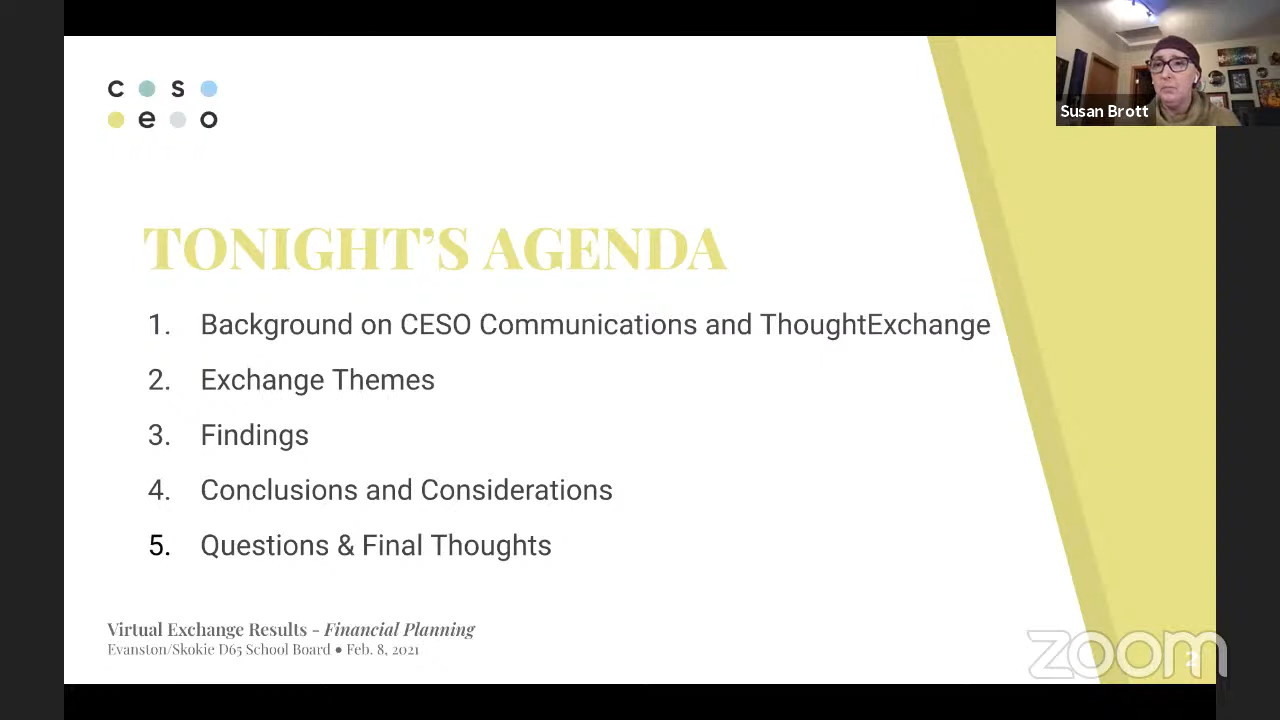 c s
e o
Susan Brott
TONIGHT'S AGENDA
1. Background on CESO Communications and ThoughtExchange
2. Exchange Themes
3. Findings
4. Conclusions and Considerations
5. Questions & Final Thoughts
Virtual Exchange Results - Financial Planning
Evanston/Skokie D65 School Board ● Feb. 8, 2021
zoom
2